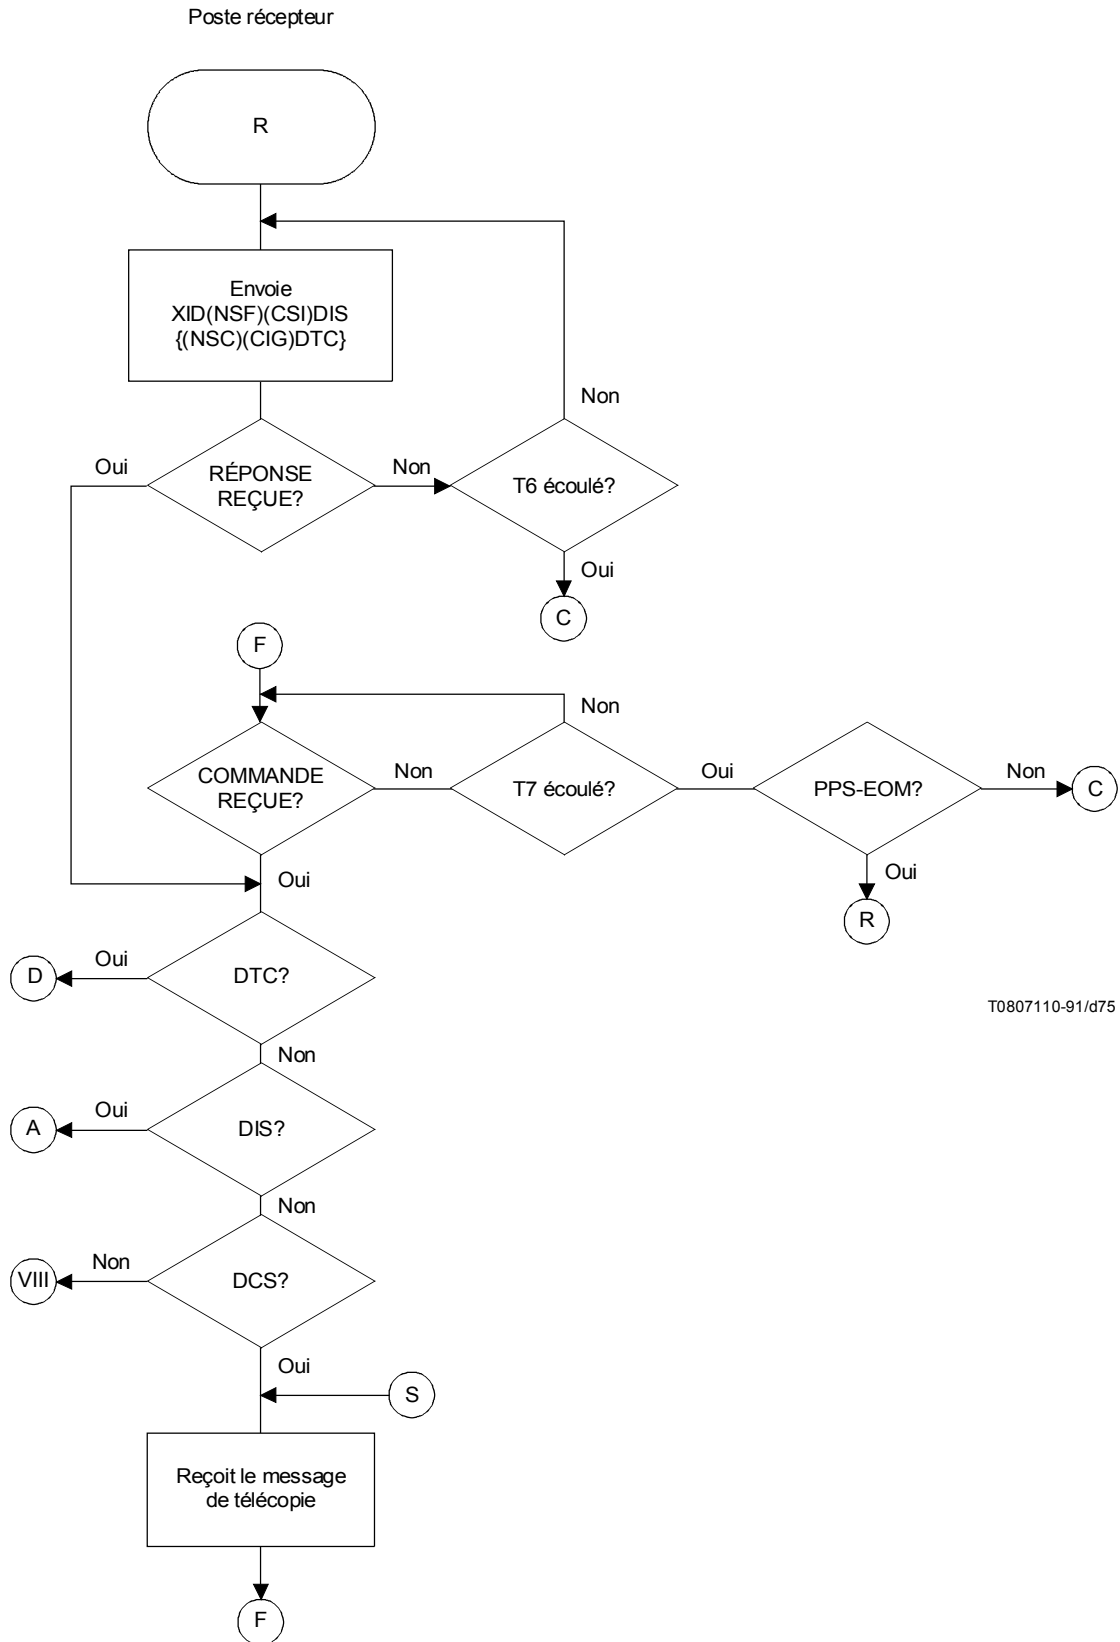 Poste récepteur
R
Envoie
XID(NSF)(CSI)DIS
{(NSC)(CIG)DTC}
Non
Oui
RÉPONSE
REÇUE?
Non
T6 écoulé?
Oui
C
F
Non
COMMANDE
REÇUE?
Non
T7 écoulé?
Oui
PPS-EOM?
Non
C
Oui
Oui
R
D
Oui
DTC?
T0807110-91/d75
Non
A
Oui
DIS?
Non
VIII
Non
DCS?
Oui
S
Reçoit le message
de télécopie
F